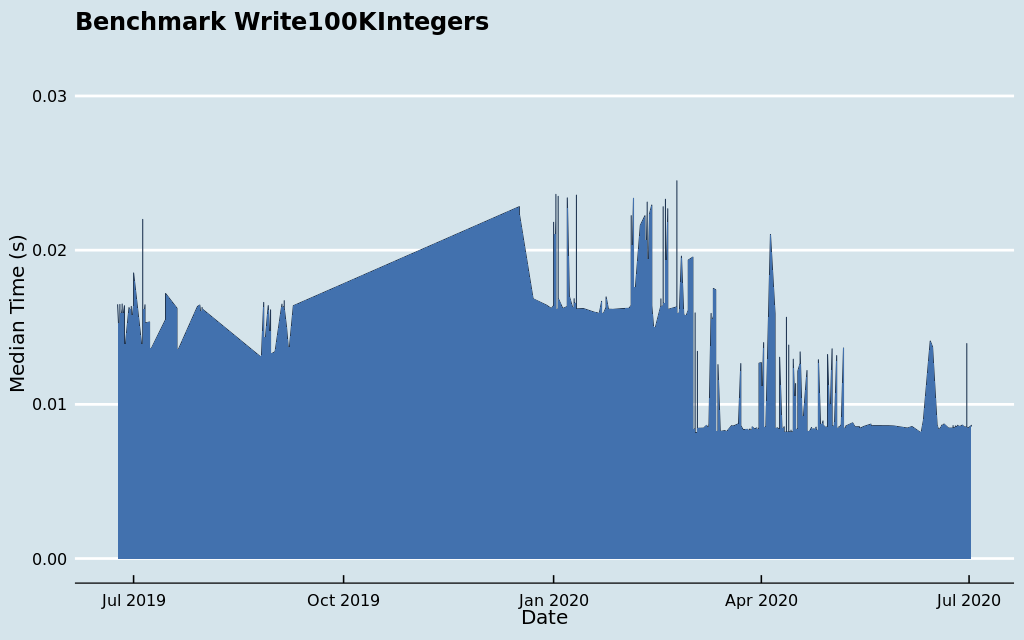 Benchmark Write100KIntegers
0.03
0.02
0.01
0.00
Median Time (s)
Jul 2019
Oct 2019
Jan 2020
Apr 2020
Jul 2020
Date